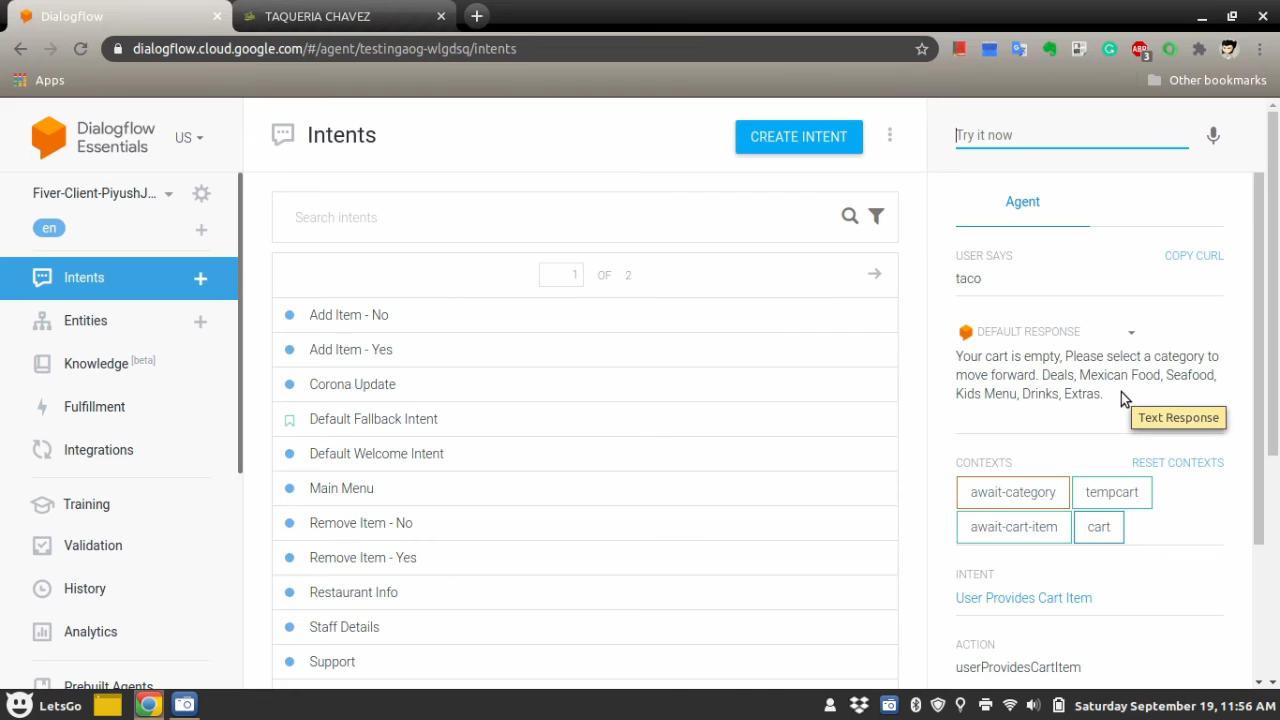 Dialogflow
TAQUERIA CHAVEZ
dialogflow.cloud.google.com/#/agent/testingaog-wlgdsq/intents
ABP
3
Apps
Other bookmarks
Dialogflow
Essentials
US
Intents
CREATE INTENT
Try it now
Fiver-Client-PiyushJ...
en
Search intents
Agent
Intents
1 OF 2
USER SAYS
COPY CURL
taco
Entities
Add Item - No
DEFAULT RESPONSE
Knowledge [beta]
Add Item - Yes
Your cart is empty, Please select a category to
move forward. Deals, Mexican Food, Seafood,
Kids Menu, Drinks, Extras.
Corona Update
Text Response
Fulfillment
Default Fallback Intent
Integrations
Default Welcome Intent
CONTEXTS
RESET CONTEXTS
await-category
tempcart
Training
Main Menu
await-cart-item
cart
Validation
Remove Item - No
Remove Item - Yes
INTENT
User Provides Cart Item
History
Restaurant Info
Analytics
Staff Details
ACTION
userProvidesCartItem
Support
Prebuilt Agents
LetsGo
Saturday September 19, 11:56 AM